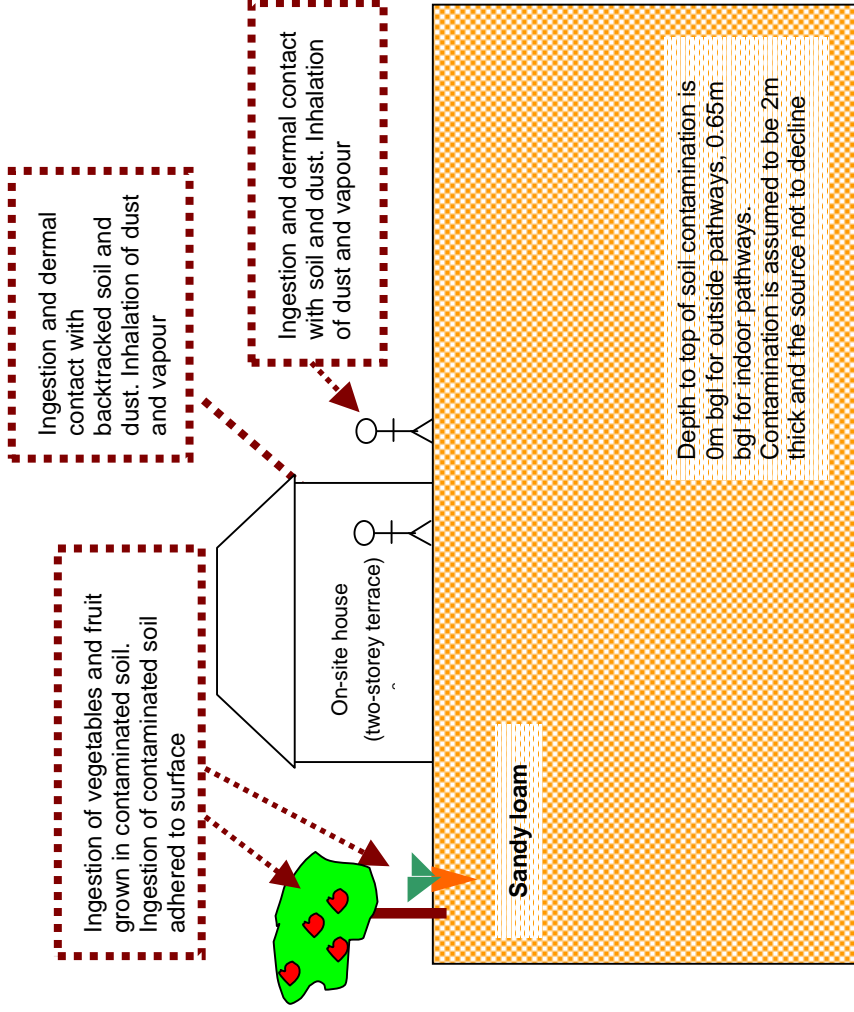 Ingestion of vegetables and fruit
grown in contaminated soil.
Ingestion of contaminated soil
adhered to surface
Ingestion and dermal
contact with
backtracked soil and
dust. Inhalation of dust
and vapour
Ingestion and dermal contact
with soil and dust. Inhalation
of dust and vapour
On-site house
(two-storey terrace)
Sandy loam
Depth to top of soil contamination is
0m bgl for outside pathways, 0.65m
bgl for indoor pathways.
Contamination is assumed to be 2m
thick and the source not to decline